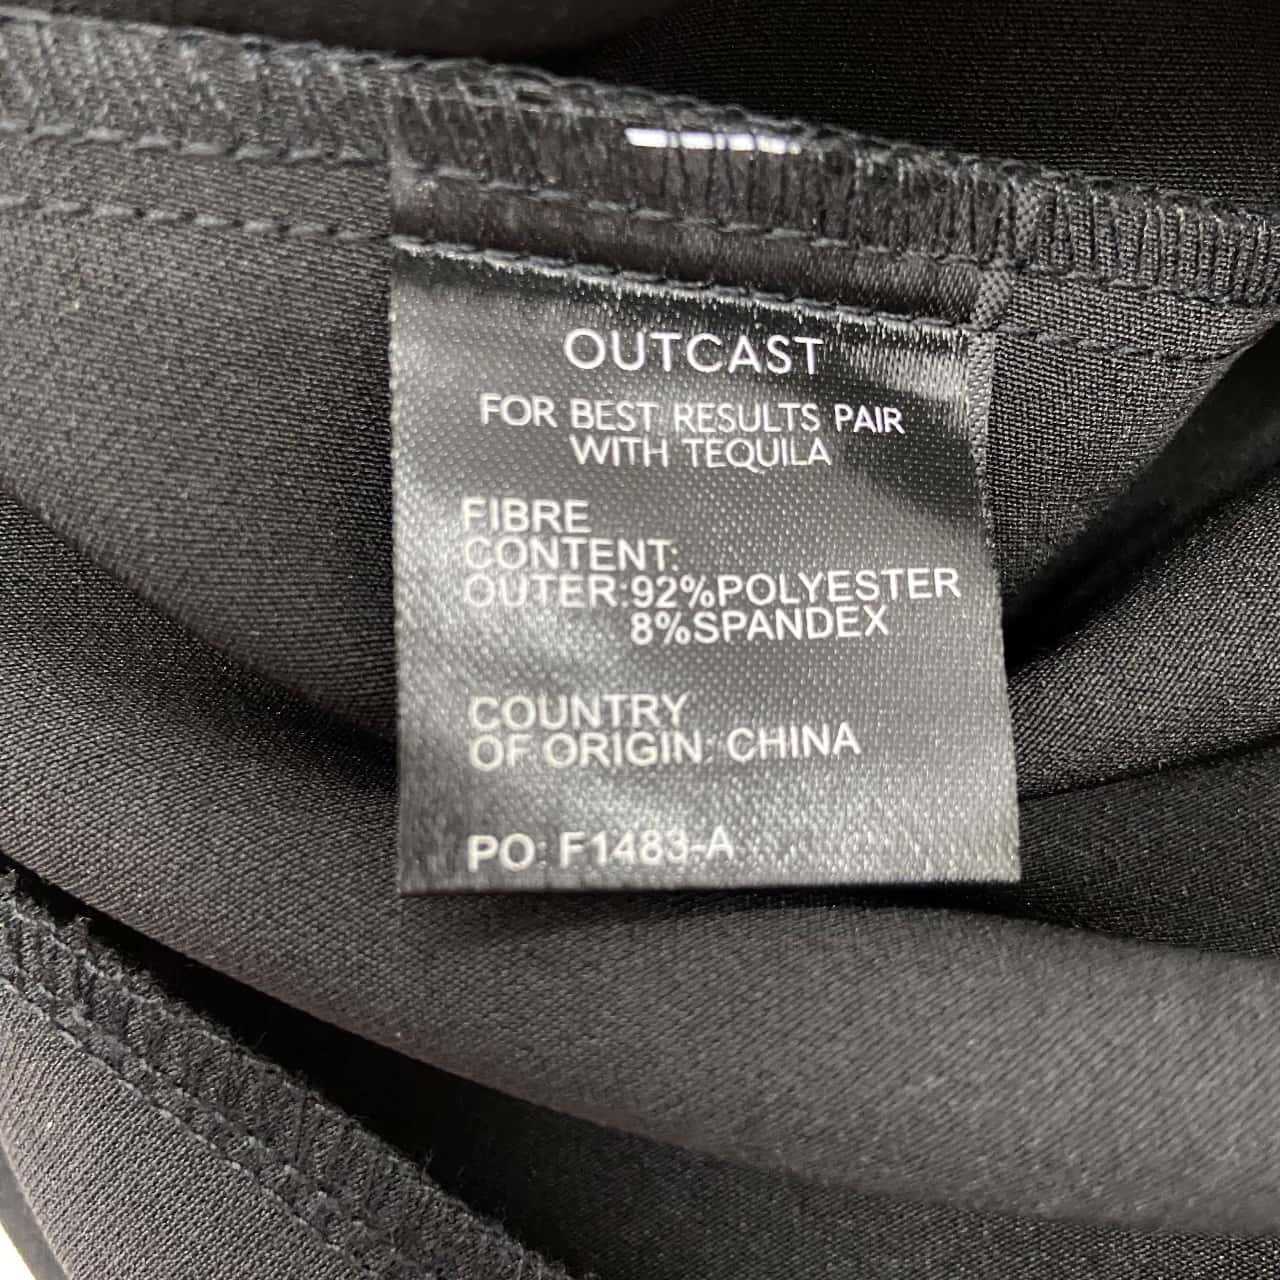 OUTCAST
FOR BEST RESULTS PAIR
WITH TEQUILA
FIBRE
CONTENT:
OUTER:92%POLYESTER
8%SPANDEX
COUNTRY
OF ORIGIN: CHINA
PO: F1483-A